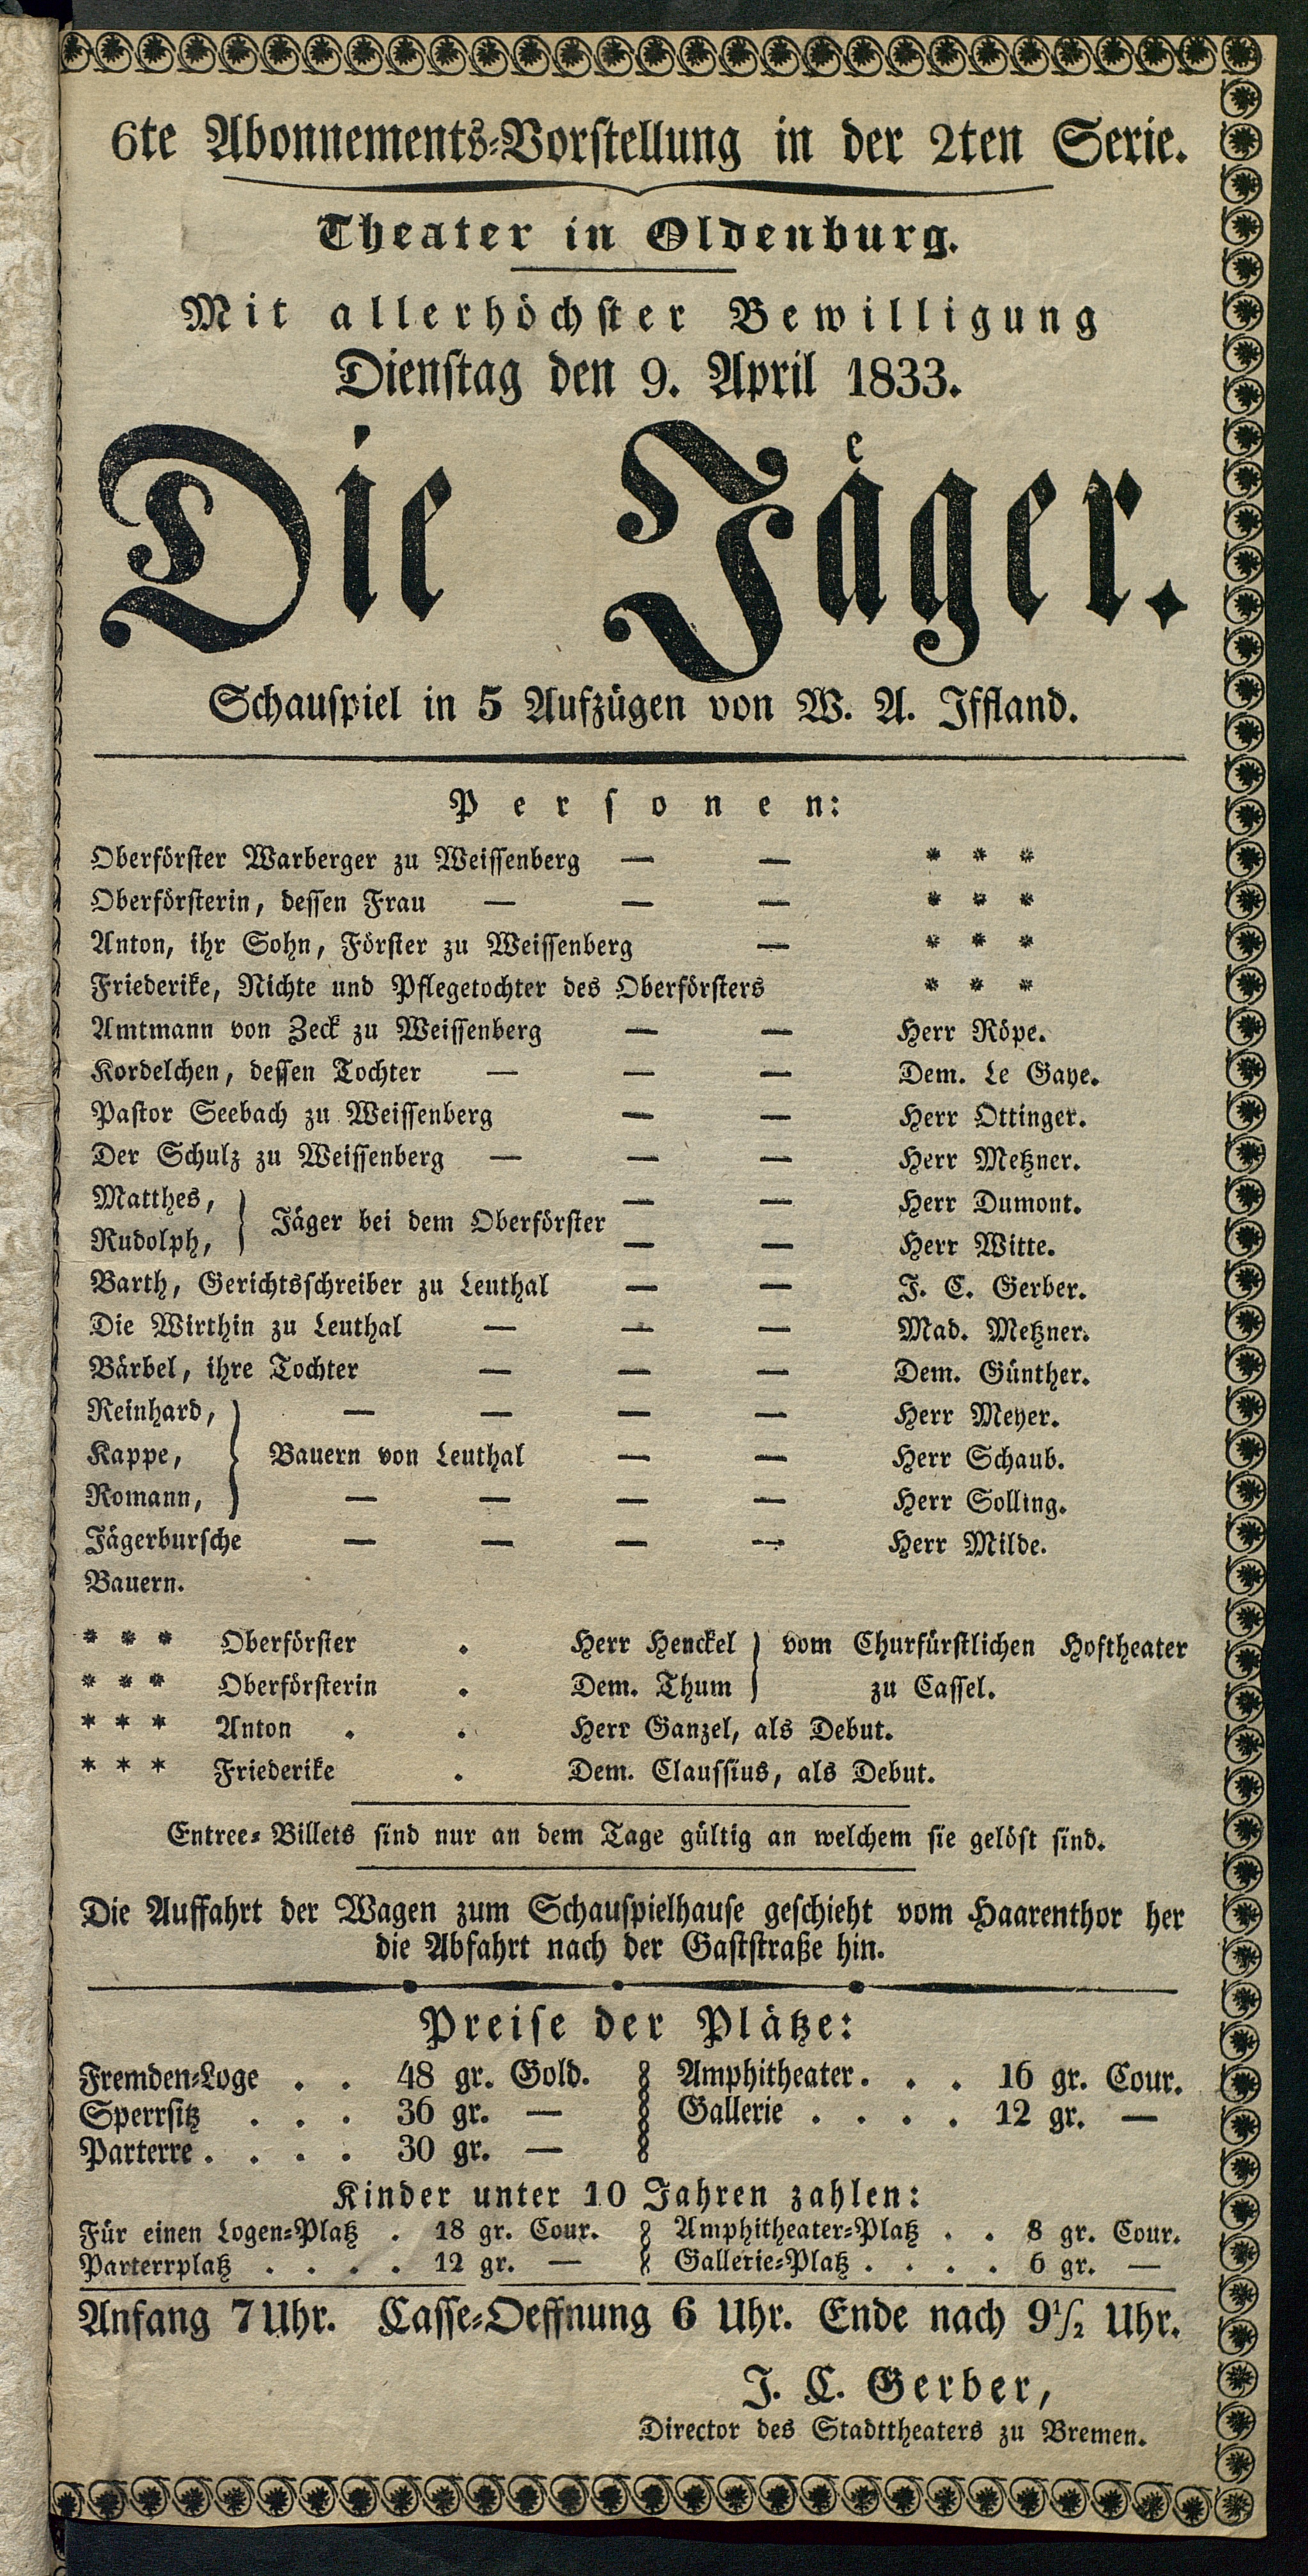 6te Abonnements-Vorstellung in der 2ten Serie.
Theater in Oldenburg.
Mit allerhöchster Bewilligung
Dienstag den 9. April 1833.
Die Jäger.
Schauspiel in 5 Aufzügen von W. A. Iffland.
Personen:
Oberförster Warberger zu Weissenberg — — * * *
Oberförsterin, dessen Frau — — — * * *
Anton, ihr Sohn, Förster zu Weissenberg — * * *
Friederike, Nichte und Pflegetochter des Oberförsters * * *
Amtmann von Zeck zu Weissenberg — — Herr Röpe.
Kordelchen, dessen Tochter — — — Dem. Le Gaye.
Pastor Seebach zu Weissenberg — — Herr Ottinger.
Der Schulz zu Weissenberg — — — Herr Metzner.
Matthes, } Jäger bei dem Oberförster — — Herr Dumont.
Rudolph, } — — Herr Witte.
Barth, Gerichtsschreiber zu Leuthal — — J. C. Gerber.
Die Wirthin zu Leuthal — — — Mad. Metzner.
Bärbel, ihre Tochter — — — Dem. Günther.
Reinhard, } — — — — Herr Meyer.
Kappe, } Bauern von Leuthal — — Herr Schaub.
Romann, } — — — — Herr Solling.
Jägerbursche — — — — Herr Milde.
Bauern.
* * * Oberförster . Herr Henckel } vom Churfürstlichen Hoftheater
* * * Oberförsterin . Dem. Thum } zu Cassel.
* * * Anton . . Herr Ganzel, als Debut.
* * * Friederike . Dem. Claussius, als Debut.
Entree-Billets sind nur an dem Tage gültig an welchem sie gelöst sind.
Die Auffahrt der Wagen zum Schauspielhause geschieht vom Haarenthor her
die Abfahrt nach der Gaststraße hin.
Preise der Plätze:
Fremden-Loge . . 48 gr. Gold. Amphitheater. . . 16 gr. Cour.
Sperrsitz . . . 36 gr. — Gallerie . . . . 12 gr. —
Parterre . . . . 30 gr. —
Kinder unter 10 Jahren zahlen:
Für einen Logen-Platz . 18 gr. Cour. Amphitheater-Platz . . 8 gr. Cour.
Parterrplatz . . . . 12 gr. — Gallerie-Platz . . . . 6 gr. —
Anfang 7 Uhr. Casse-Oeffnung 6 Uhr. Ende nach 9½ Uhr.
J. C. Gerber,
Director des Stadttheaters zu Bremen.